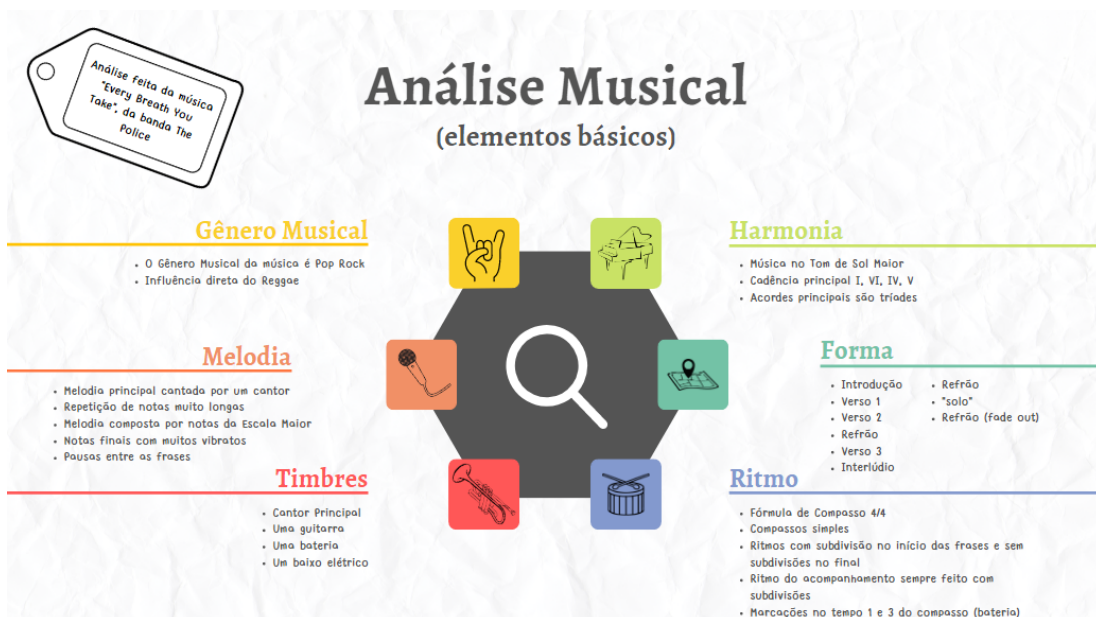 Análise feita da música
"Every Breath You
Take", da banda The
Police
Análise Musical
(elementos básicos)
Gênero Musical
• O Gênero Musical da música é Pop Rock
• Influência direta do Reggae
Melodia
• Melodia principal cantada por um cantor
• Repetição de notas muito longas
• Melodia composta por notas da Escala Maior
• Notas finais com muitos vibratos
• Pausas entre as frases
Timbres
• Cantor Principal
• Uma guitarra
• Uma bateria
• Um baixo elétrico
Harmonia
• Música no Tom de Sol Maior
• Cadência principal I, VI, IV, V
• Acordes principais são tríades
Forma
• Introdução
• Verso 1
• Verso 2
• Refrão
• Verso 3
• Interlúdio
• Refrão
• "solo"
• Refrão (fade out)
Ritmo
• Fórmula de Compasso 4/4
• Compassos simples
• Ritmos com subdivisão no início das frases e sem
subdivisões no final
• Ritmo do acompanhamento sempre feito com
subdivisões
• Marcações no tempo 1 e 3 do compasso (bateria)